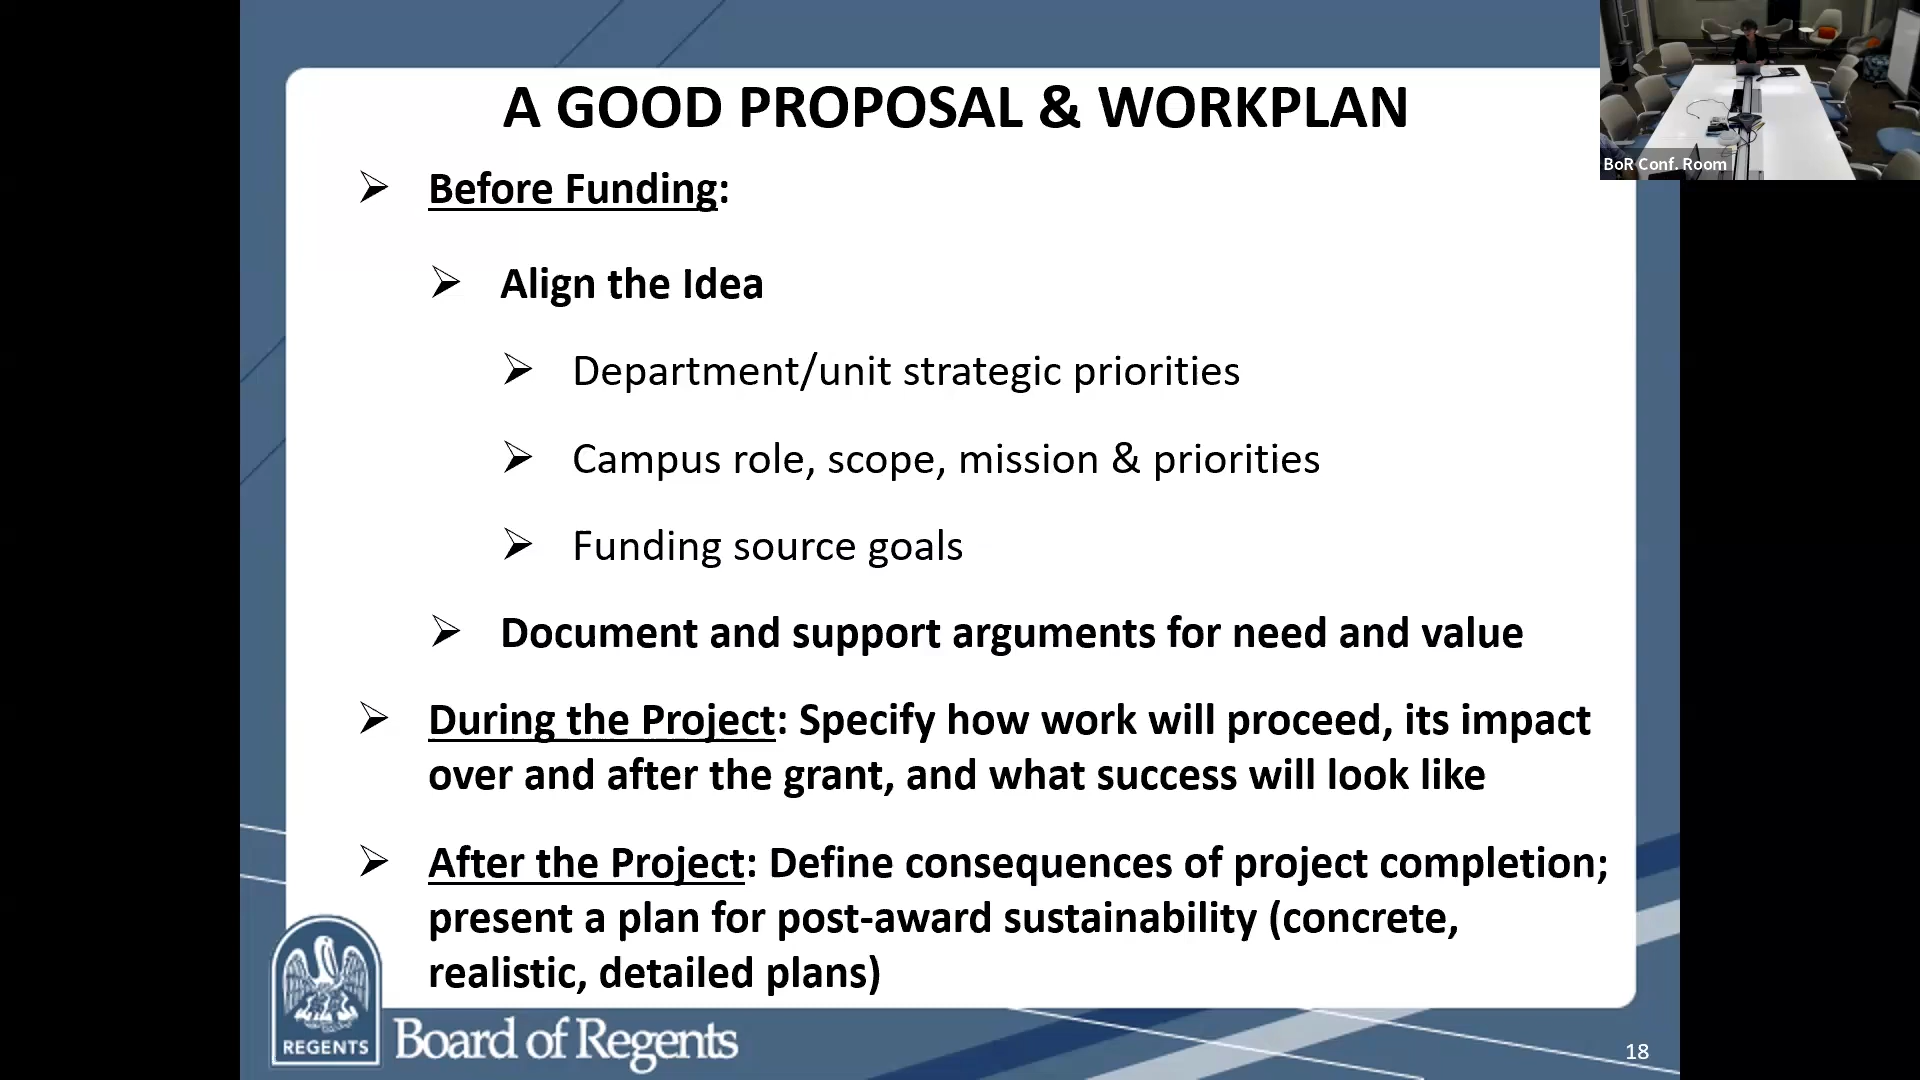 A GOOD PROPOSAL & WORKPLAN
BoR Conf. Room
Before Funding:
Align the Idea
Department/unit strategic priorities
Campus role, scope, mission & priorities
Funding source goals
Document and support arguments for need and value
During the Project: Specify how work will proceed, its impact
over and after the grant, and what success will look like
After the Project: Define consequences of project completion;
present a plan for post-award sustainability (concrete,
realistic, detailed plans)
REGENTS
Board of Regents
18